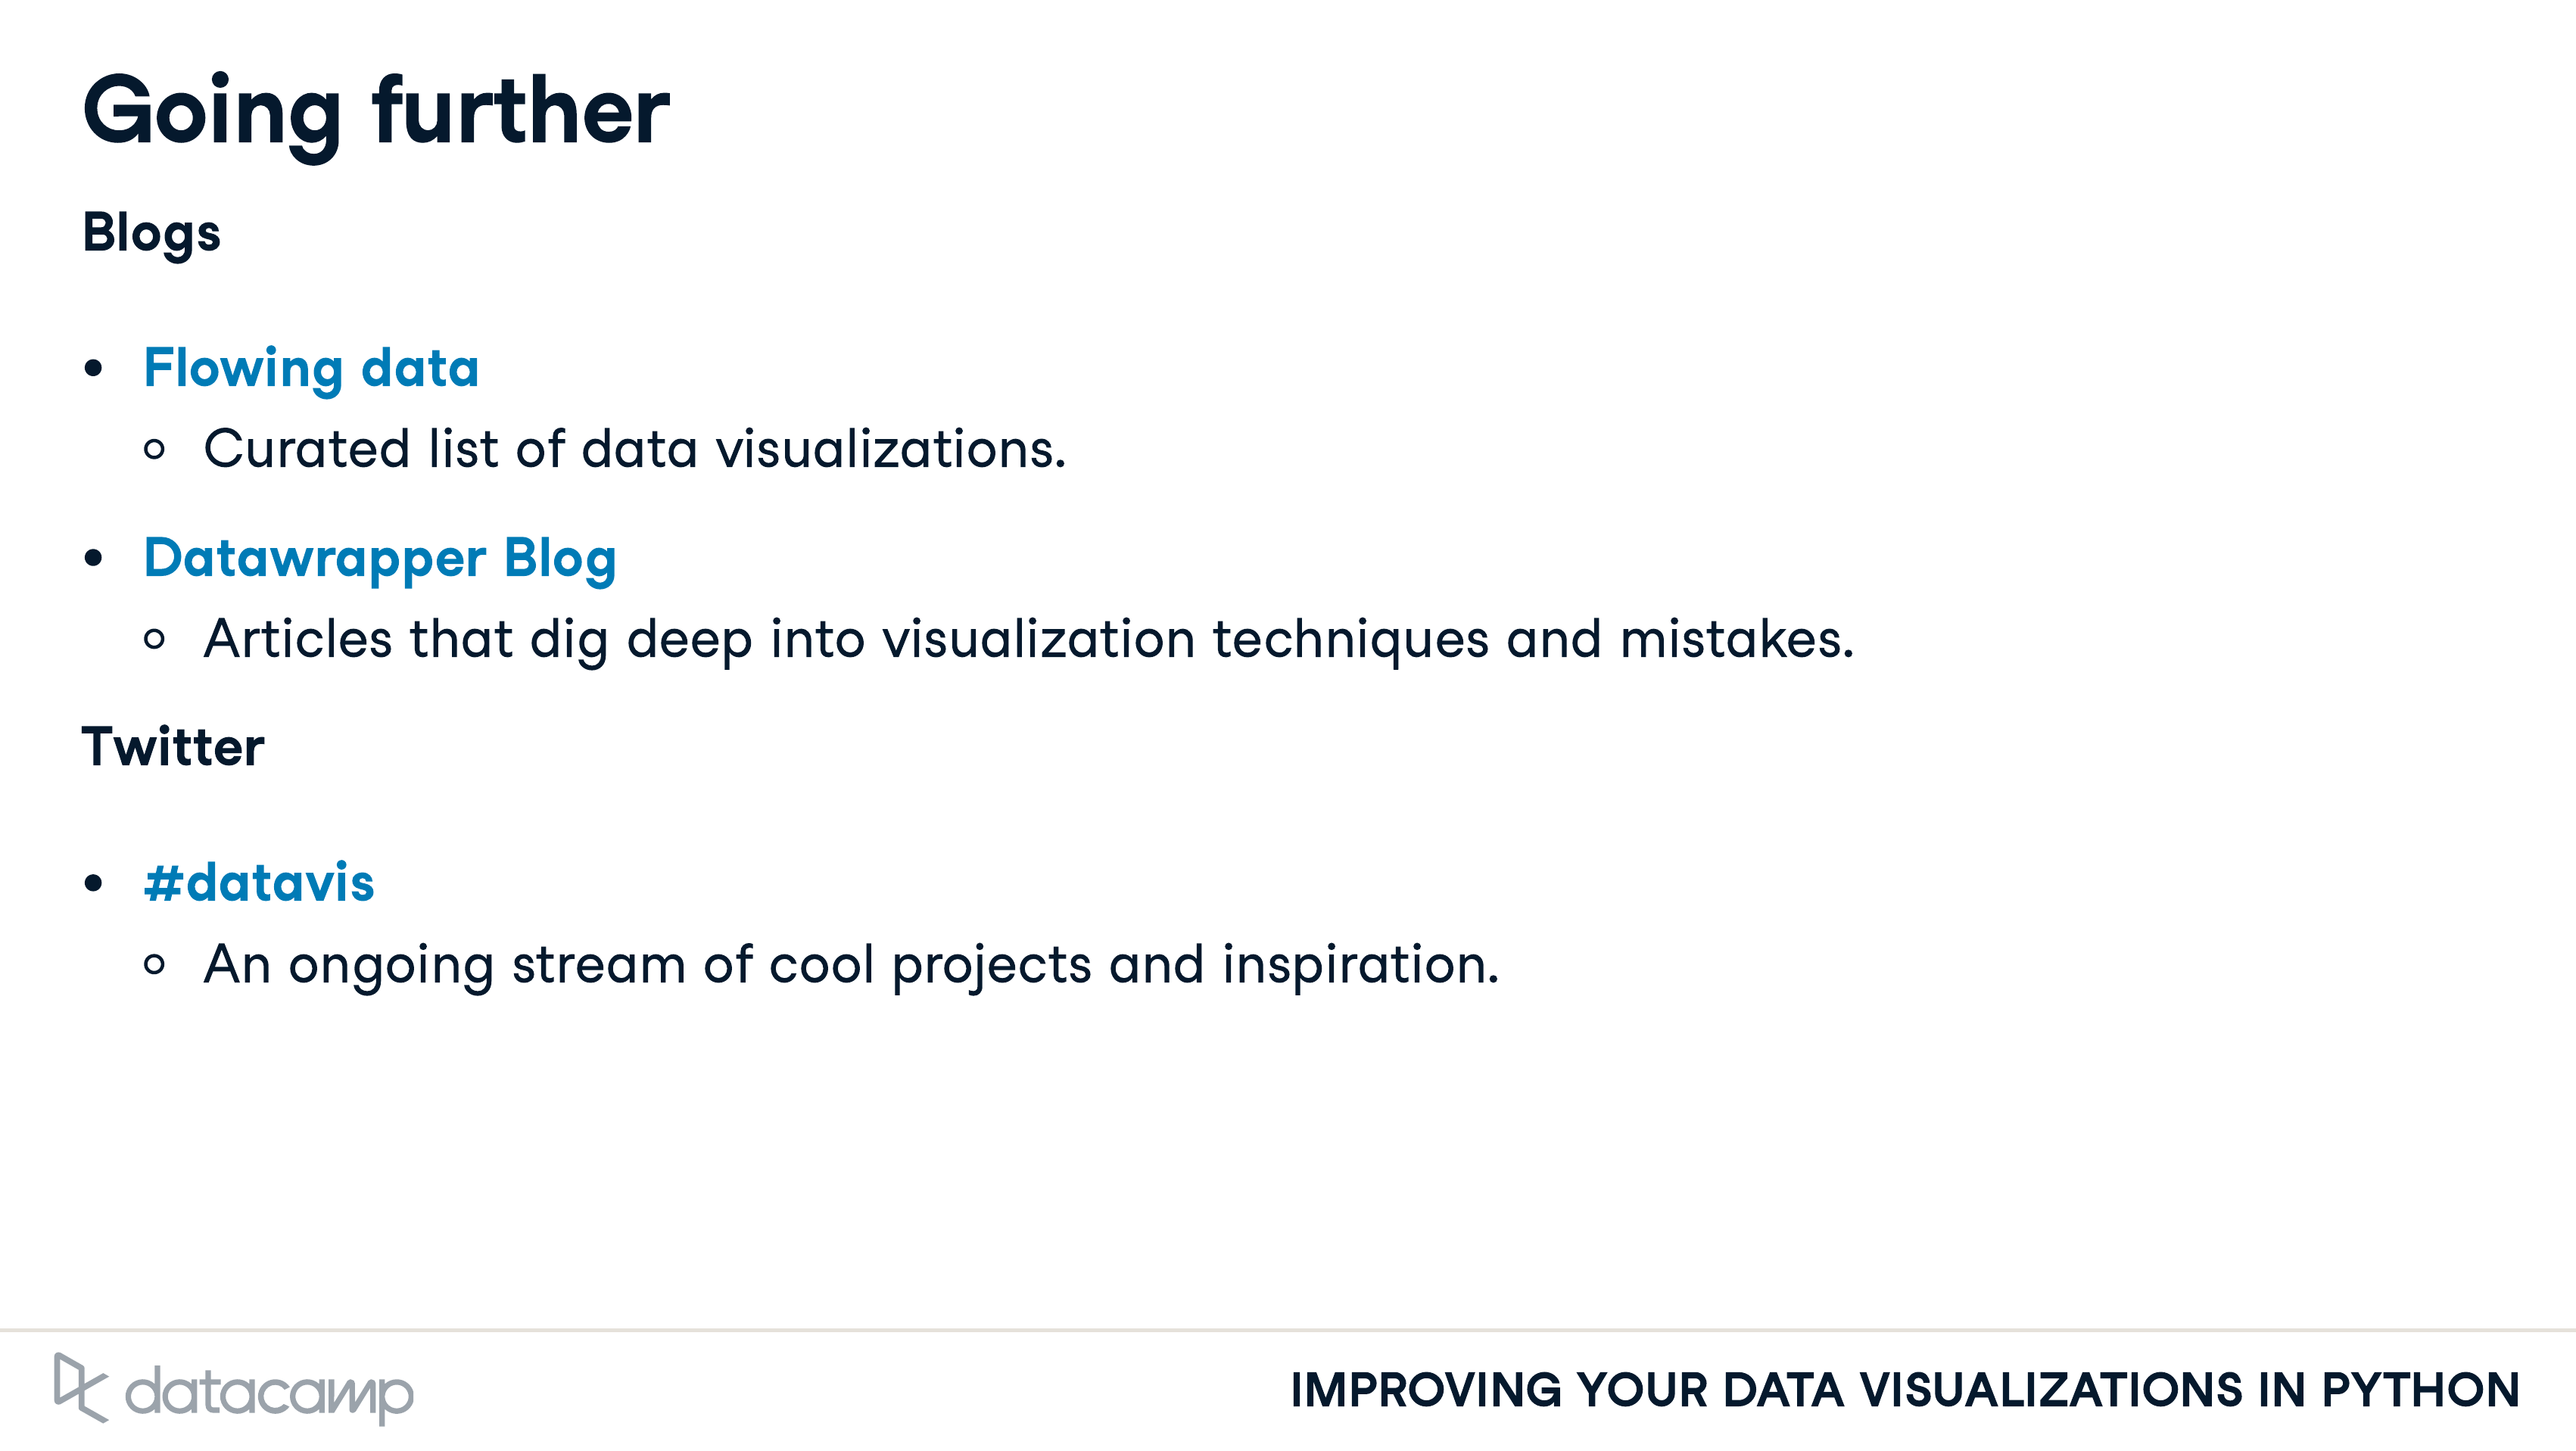 Going further
Blogs
• Flowing data
○ Curated list of data visualizations.
• Datawrapper Blog
○ Articles that dig deep into visualization techniques and mistakes.
Twitter
• #datavis
○ An ongoing stream of cool projects and inspiration.
datacamp
IMPROVING YOUR DATA VISUALIZATIONS IN PYTHON